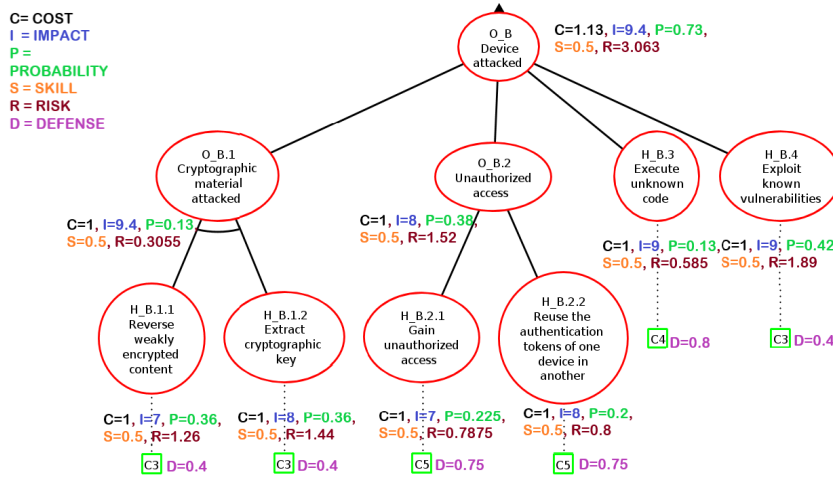 C= COST
I = IMPACT
P =
PROBABILITY
S = SKILL
R = RISK
D = DEFENSE
O_B
Device
attacked
C=1.13, I=9.4, P=0.73,
S=0.5, R=3.063
O_B.1
Cryptographic
material
attacked
C=1, I=9.4, P=0.13,
S=0.5, R=0.3055
O_B.2
Unauthorized
access
C=1, I=8, P=0.38,
S=0.5, R=1.52
H_B.3
Execute
unknown
code
C=1, I=9, P=0.13,
S=0.5, R=0.585
C4 D=0.8
H_B.4
Exploit
known
vulnerabilities
C=1, I=9, P=0.42
S=0.5, R=1.89
C3 D=0.4
H_B.1.1
Reverse
weakly
encrypted
content
C=1, I=7, P=0.36,
S=0.5, R=1.26
C3 D=0.4
H_B.1.2
Extract
cryptographic
key
C=1, I=8, P=0.36,
S=0.5, R=1.44
C3 D=0.4
H_B.2.1
Gain
unauthorized
access
C=1, I=7, P=0.225,
S=0.5, R=0.7875
C5 D=0.75
H_B.2.2
Reuse the
authentication
tokens of one
device in
another
C=1, I=8, P=0.2,
S=0.5, R=0.8
C5 D=0.75